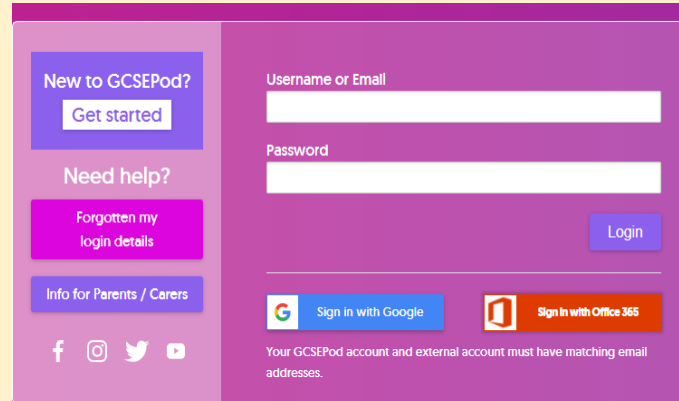 New to GCSEPod?
Get started
Need help?
Forgotten my
login details
Info for Parents / Carers
Username or Email
Password
Login
Sign in with Google
Sign in with Office 365
Your GCSEPod account and external account must have matching email
addresses.